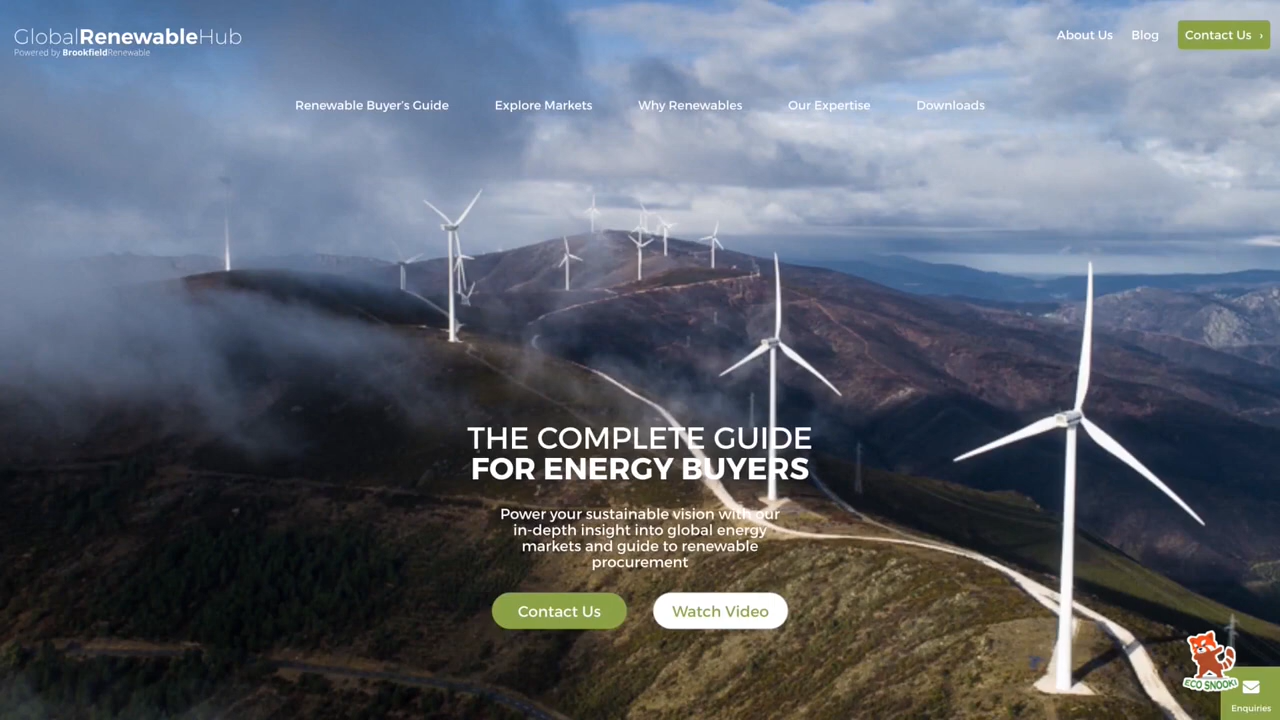 GlobalRenewableHub
Powered by BrookfieldRenewable
About Us
Blog
Contact Us ›
Renewable Buyer's Guide
Explore Markets
Why Renewables
Our Expertise
Downloads
THE COMPLETE GUIDE
FOR ENERGY BUYERS
Power your sustainable vision with our
in-depth insight into global energy
markets and guide to renewable
procurement
Contact Us
Watch Video
ECO SNOOKI
Enquiries